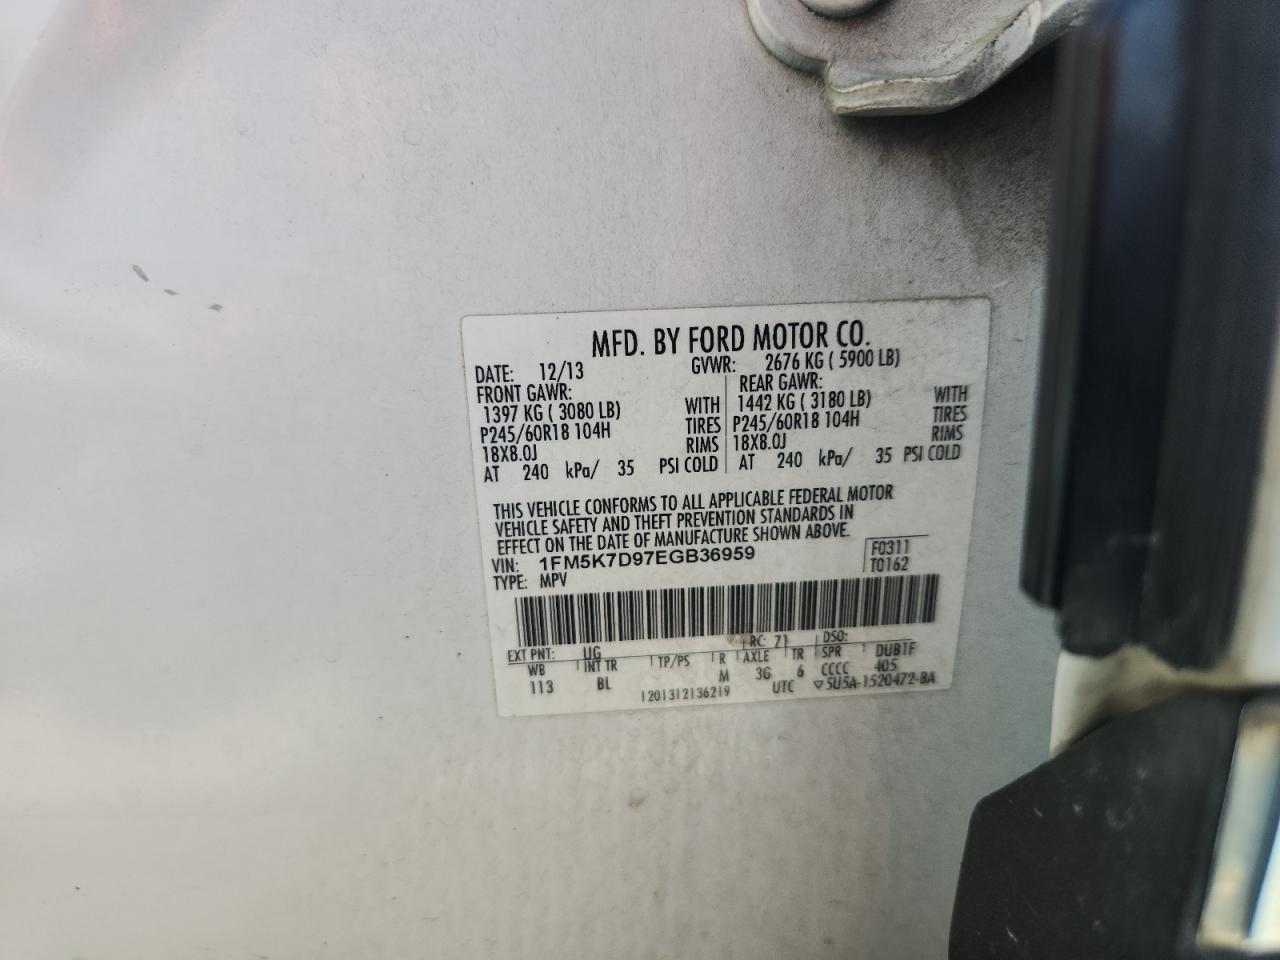 MFD. BY FORD MOTOR CO.
DATE: 12/13 GVWR: 2676 KG ( 5900 LB)
FRONT GAWR: REAR GAWR:
1397 KG ( 3080 LB) WITH 1442 KG ( 3180 LB) WITH
P245/60R18 104H TIRES P245/60R18 104H TIRES
18X8.0J RIMS 18X8.0J RIMS
AT 240 kPa/ 35 PSI COLD AT 240 kPa/ 35 PSI COLD
THIS VEHICLE CONFORMS TO ALL APPLICABLE FEDERAL MOTOR
VEHICLE SAFETY AND THEFT PREVENTION STANDARDS IN
EFFECT ON THE DATE OF MANUFACTURE SHOWN ABOVE.
VIN: 1FM5K7D97EGB36959 F0311
TYPE: MPV T0162
EXT PNT: UG RC: 71 DSO:
WB INT TR TP/PS R AXLE TR SPR DUB1F
113 BL M 3G 6 CCCC 405
1201312136219 UTC ▽5U5A-1520472-BA